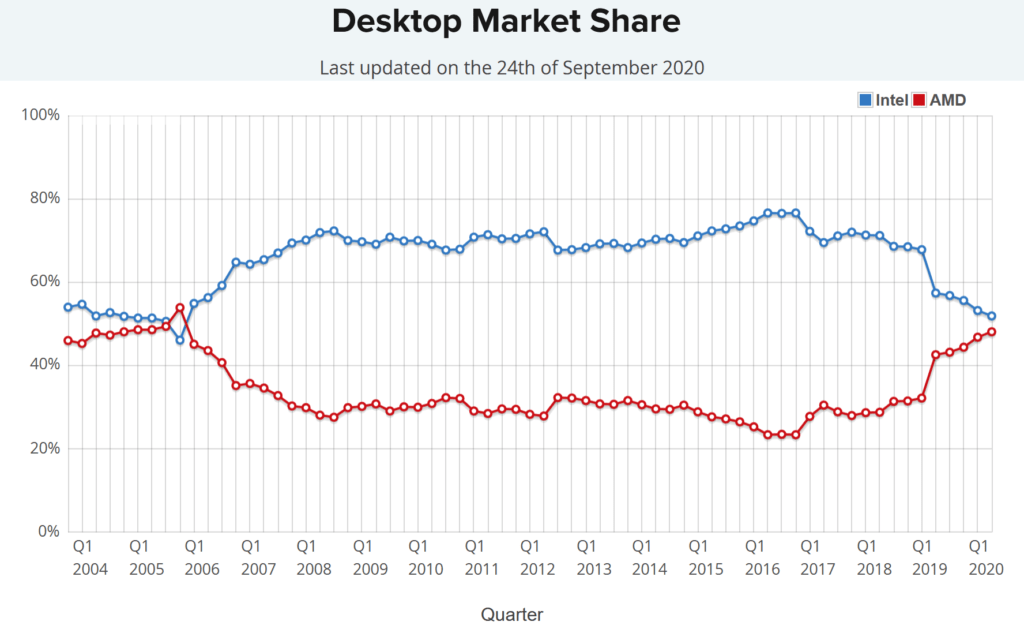 Desktop Market Share
Last updated on the 24th of September 2020
Intel AMD
100%
80%
60%
40%
20%
0%
Q1 Q1 Q1 Q1 Q1 Q1 Q1 Q1 Q1 Q1 Q1 Q1 Q1 Q1 Q1 Q1 Q1
2004 2005 2006 2007 2008 2009 2010 2011 2012 2013 2014 2015 2016 2017 2018 2019 2020
Quarter